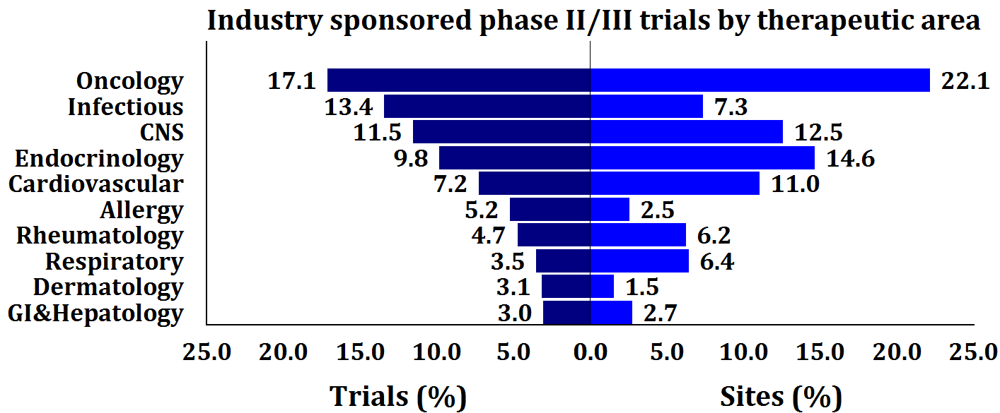 Industry sponsored phase II/III trials by therapeutic area
Oncology 17.1 22.1
Infectious 13.4 7.3
CNS 11.5 12.5
Endocrinology 9.8 14.6
Cardiovascular 7.2 11.0
Allergy 5.2 2.5
Rheumatology 4.7 6.2
Respiratory 3.5 6.4
Dermatology 3.1 1.5
GI&Hepatology 3.0 2.7
25.0 20.0 15.0 10.0 5.0 0.0 5.0 10.0 15.0 20.0 25.0
Trials (%) Sites (%)